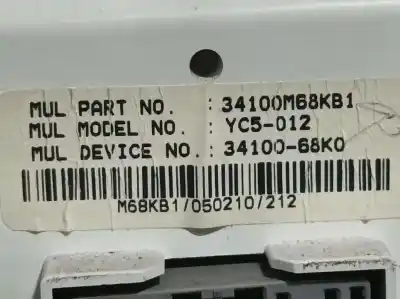 MUL PART NO. : 34100M68KB1
MUL MODEL NO. : YC5-012
MUL DEVICE NO.: 34100-68K0
M68KB1/050210/212